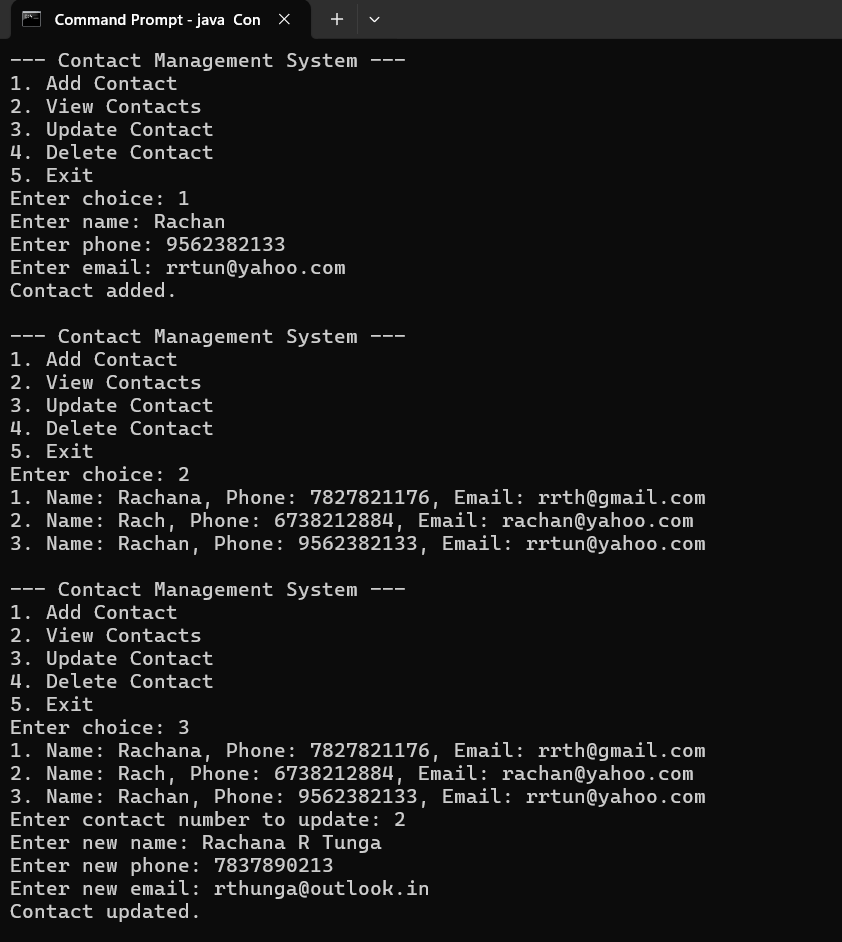 Command Prompt - java Con
--- Contact Management System ---
1. Add Contact
2. View Contacts
3. Update Contact
4. Delete Contact
5. Exit
Enter choice: 1
Enter name: Rachan
Enter phone: 9562382133
Enter email: rrtun@yahoo.com
Contact added.
--- Contact Management System ---
1. Add Contact
2. View Contacts
3. Update Contact
4. Delete Contact
5. Exit
Enter choice: 2
1. Name: Rachana, Phone: 7827821176, Email: rrth@gmail.com
2. Name: Rach, Phone: 6738212884, Email: rachan@yahoo.com
3. Name: Rachan, Phone: 9562382133, Email: rrtun@yahoo.com
--- Contact Management System ---
1. Add Contact
2. View Contacts
3. Update Contact
4. Delete Contact
5. Exit
Enter choice: 3
1. Name: Rachana, Phone: 7827821176, Email: rrth@gmail.com
2. Name: Rach, Phone: 6738212884, Email: rachan@yahoo.com
3. Name: Rachan, Phone: 9562382133, Email: rrtun@yahoo.com
Enter contact number to update: 2
Enter new name: Rachana R Tunga
Enter new phone: 7837890213
Enter new email: rthunga@outlook.in
Contact updated.